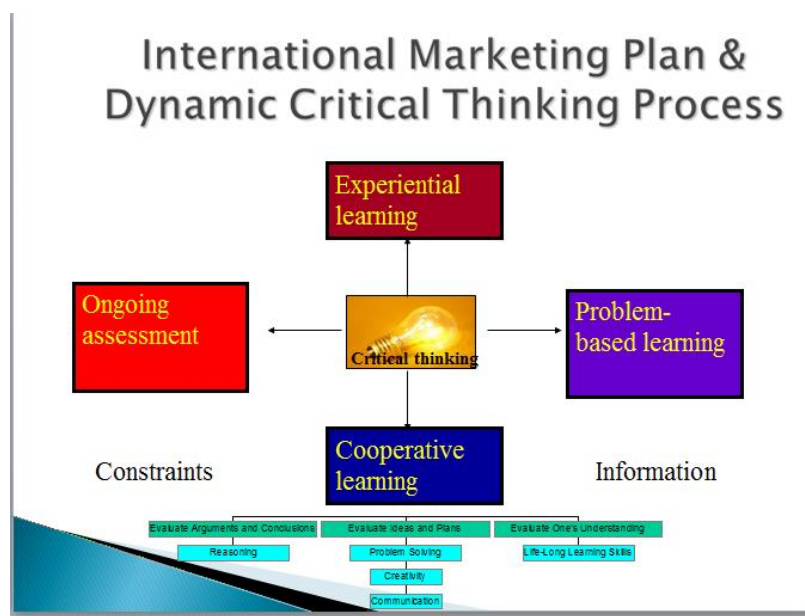 International Marketing Plan &
Dynamic Critical Thinking Process
Experiential
learning
Ongoing
assessment
Critical thinking
Problem-
based learning
Cooperative
learning
Constraints
Information
Evaluate Arguments and Conclusions
Evaluate Ideas and Plans
Evaluate One's Understanding
Reasoning
Problem Solving
Life-Long Learning Skills
Creativity
Communication